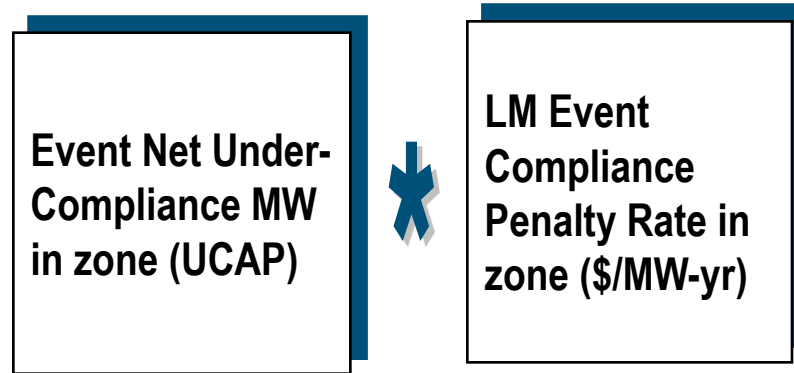 Event Net Under-
Compliance MW
in zone (UCAP)
*
LM Event
Compliance
Penalty Rate in
zone ($/MW-yr)